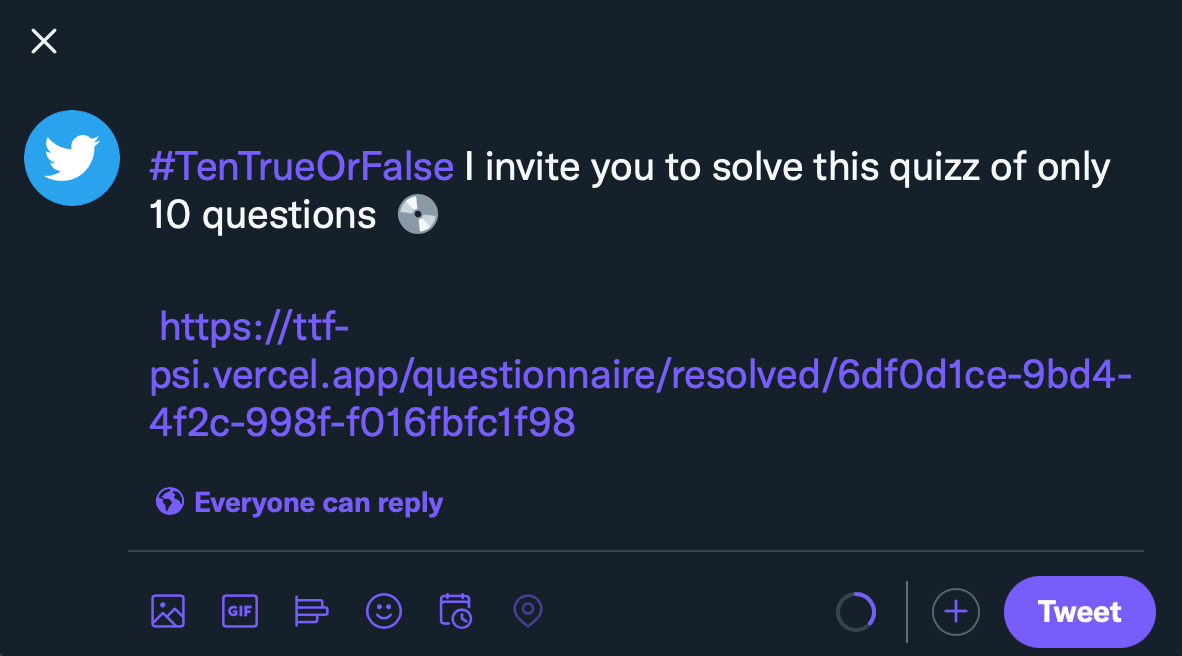 #TenTrueOrFalse I invite you to solve this quizz of only
10 questions 💿
https://ttf-
psi.vercel.app/questionnaire/resolved/6df0d1ce-9bd4-
4f2c-998f-f016fbfc1f98
Everyone can reply
GIF
Tweet